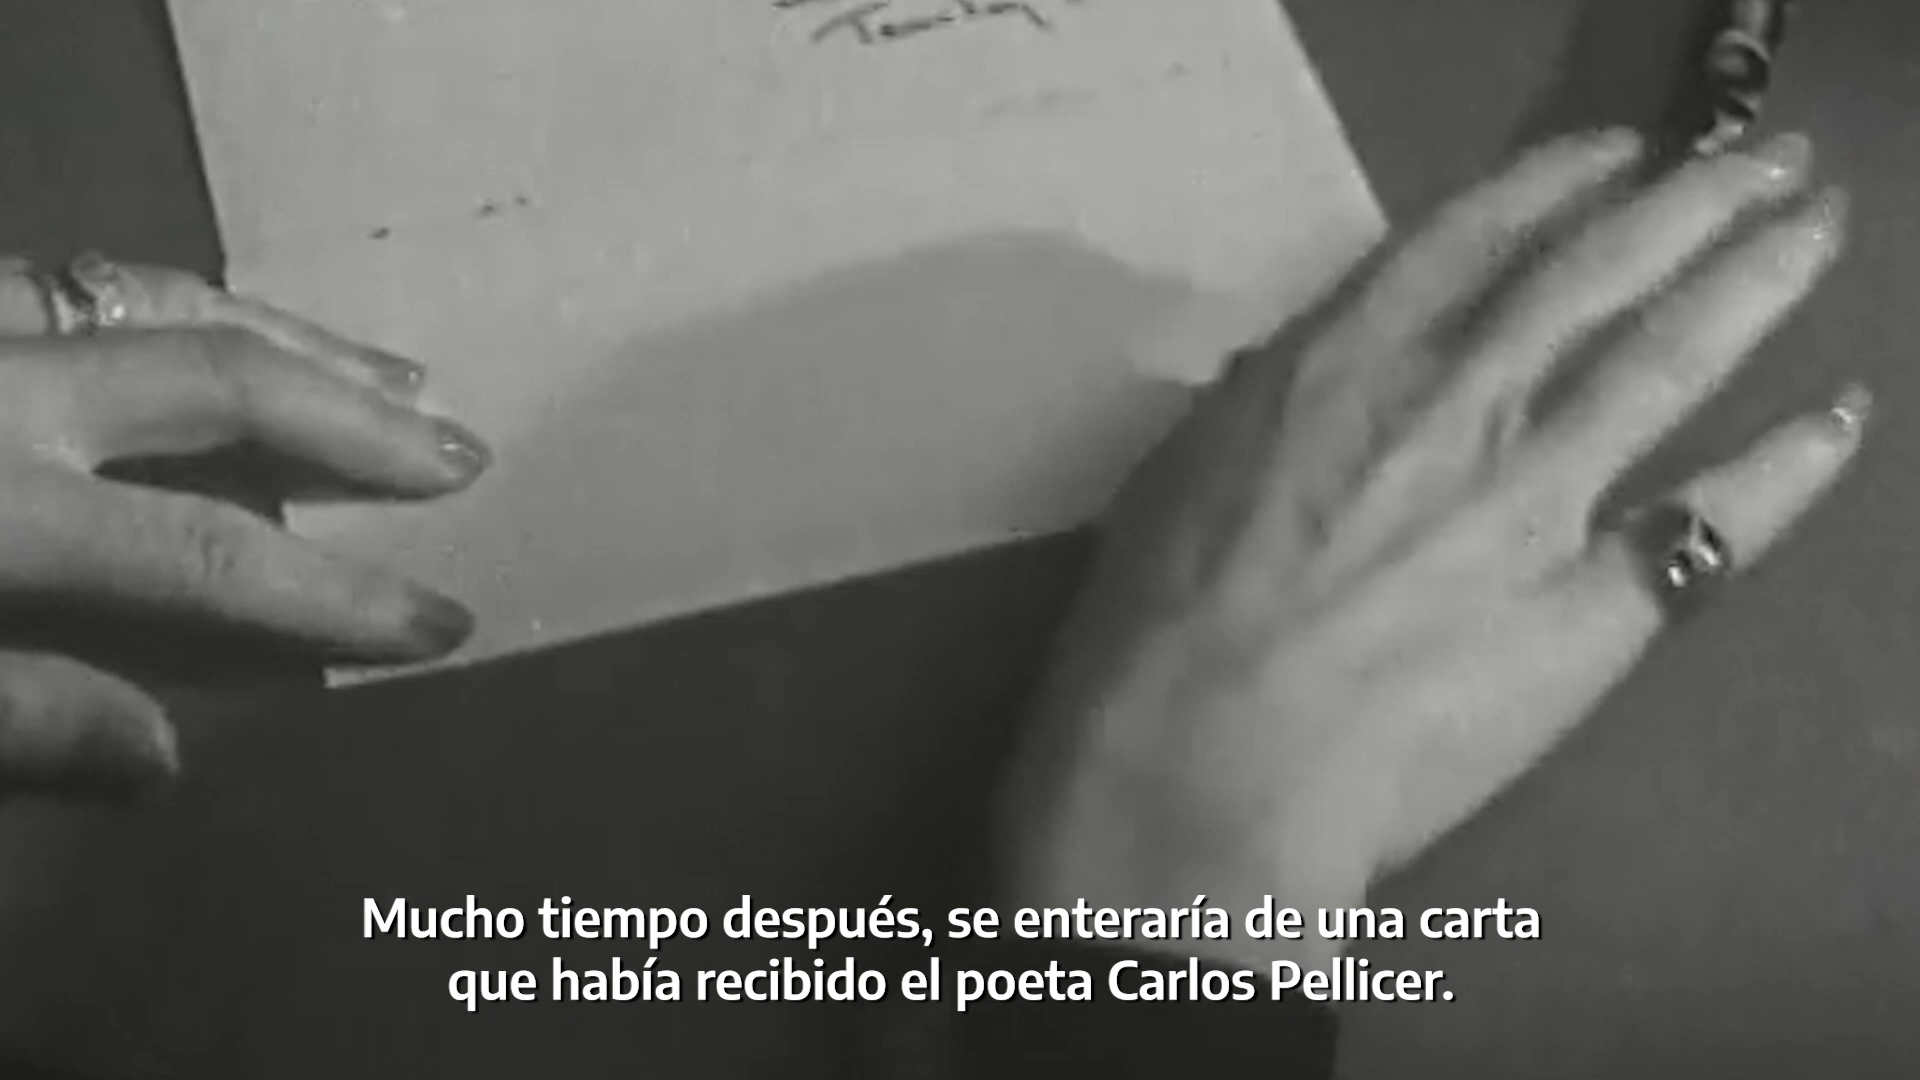 Mucho tiempo después, se enteraría de una carta
que había recibido el poeta Carlos Pellicer.